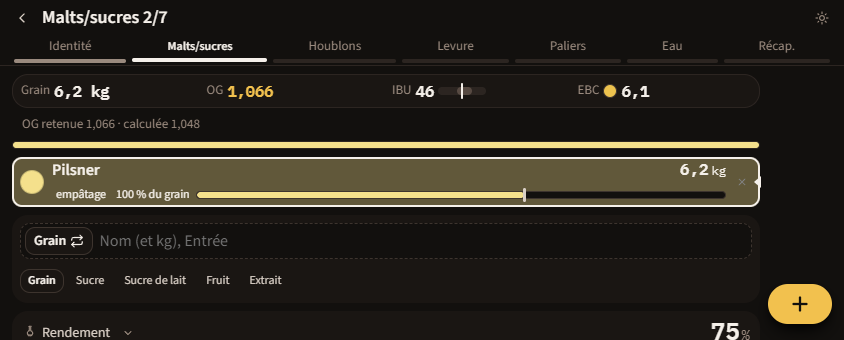 Malts/sucres 2/7
Identité Malts/sucres Houblons Levure Paliers Eau Récap.
Grain 6,2 kg OG 1,066 IBU 46 EBC 6,1
OG retenue 1,066 · calculée 1,048
Pilsner 6,2 kg
empâtage 100 % du grain ×
Grain Nom (et kg), Entrée
Grain Sucre Sucre de lait Fruit Extrait
+
Rendement 75 %